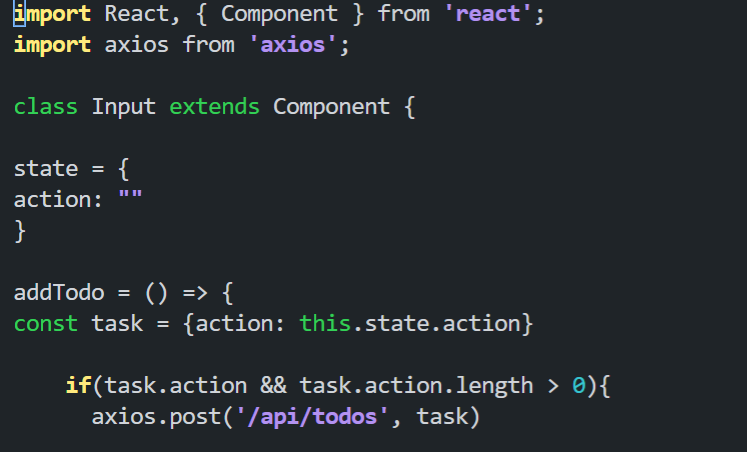 import React, { Component } from 'react';
import axios from 'axios';
class Input extends Component {
state = {
action: ""
}
addTodo = () => {
const task = {action: this.state.action}
if(task.action && task.action.length > 0){
axios.post('/api/todos', task)